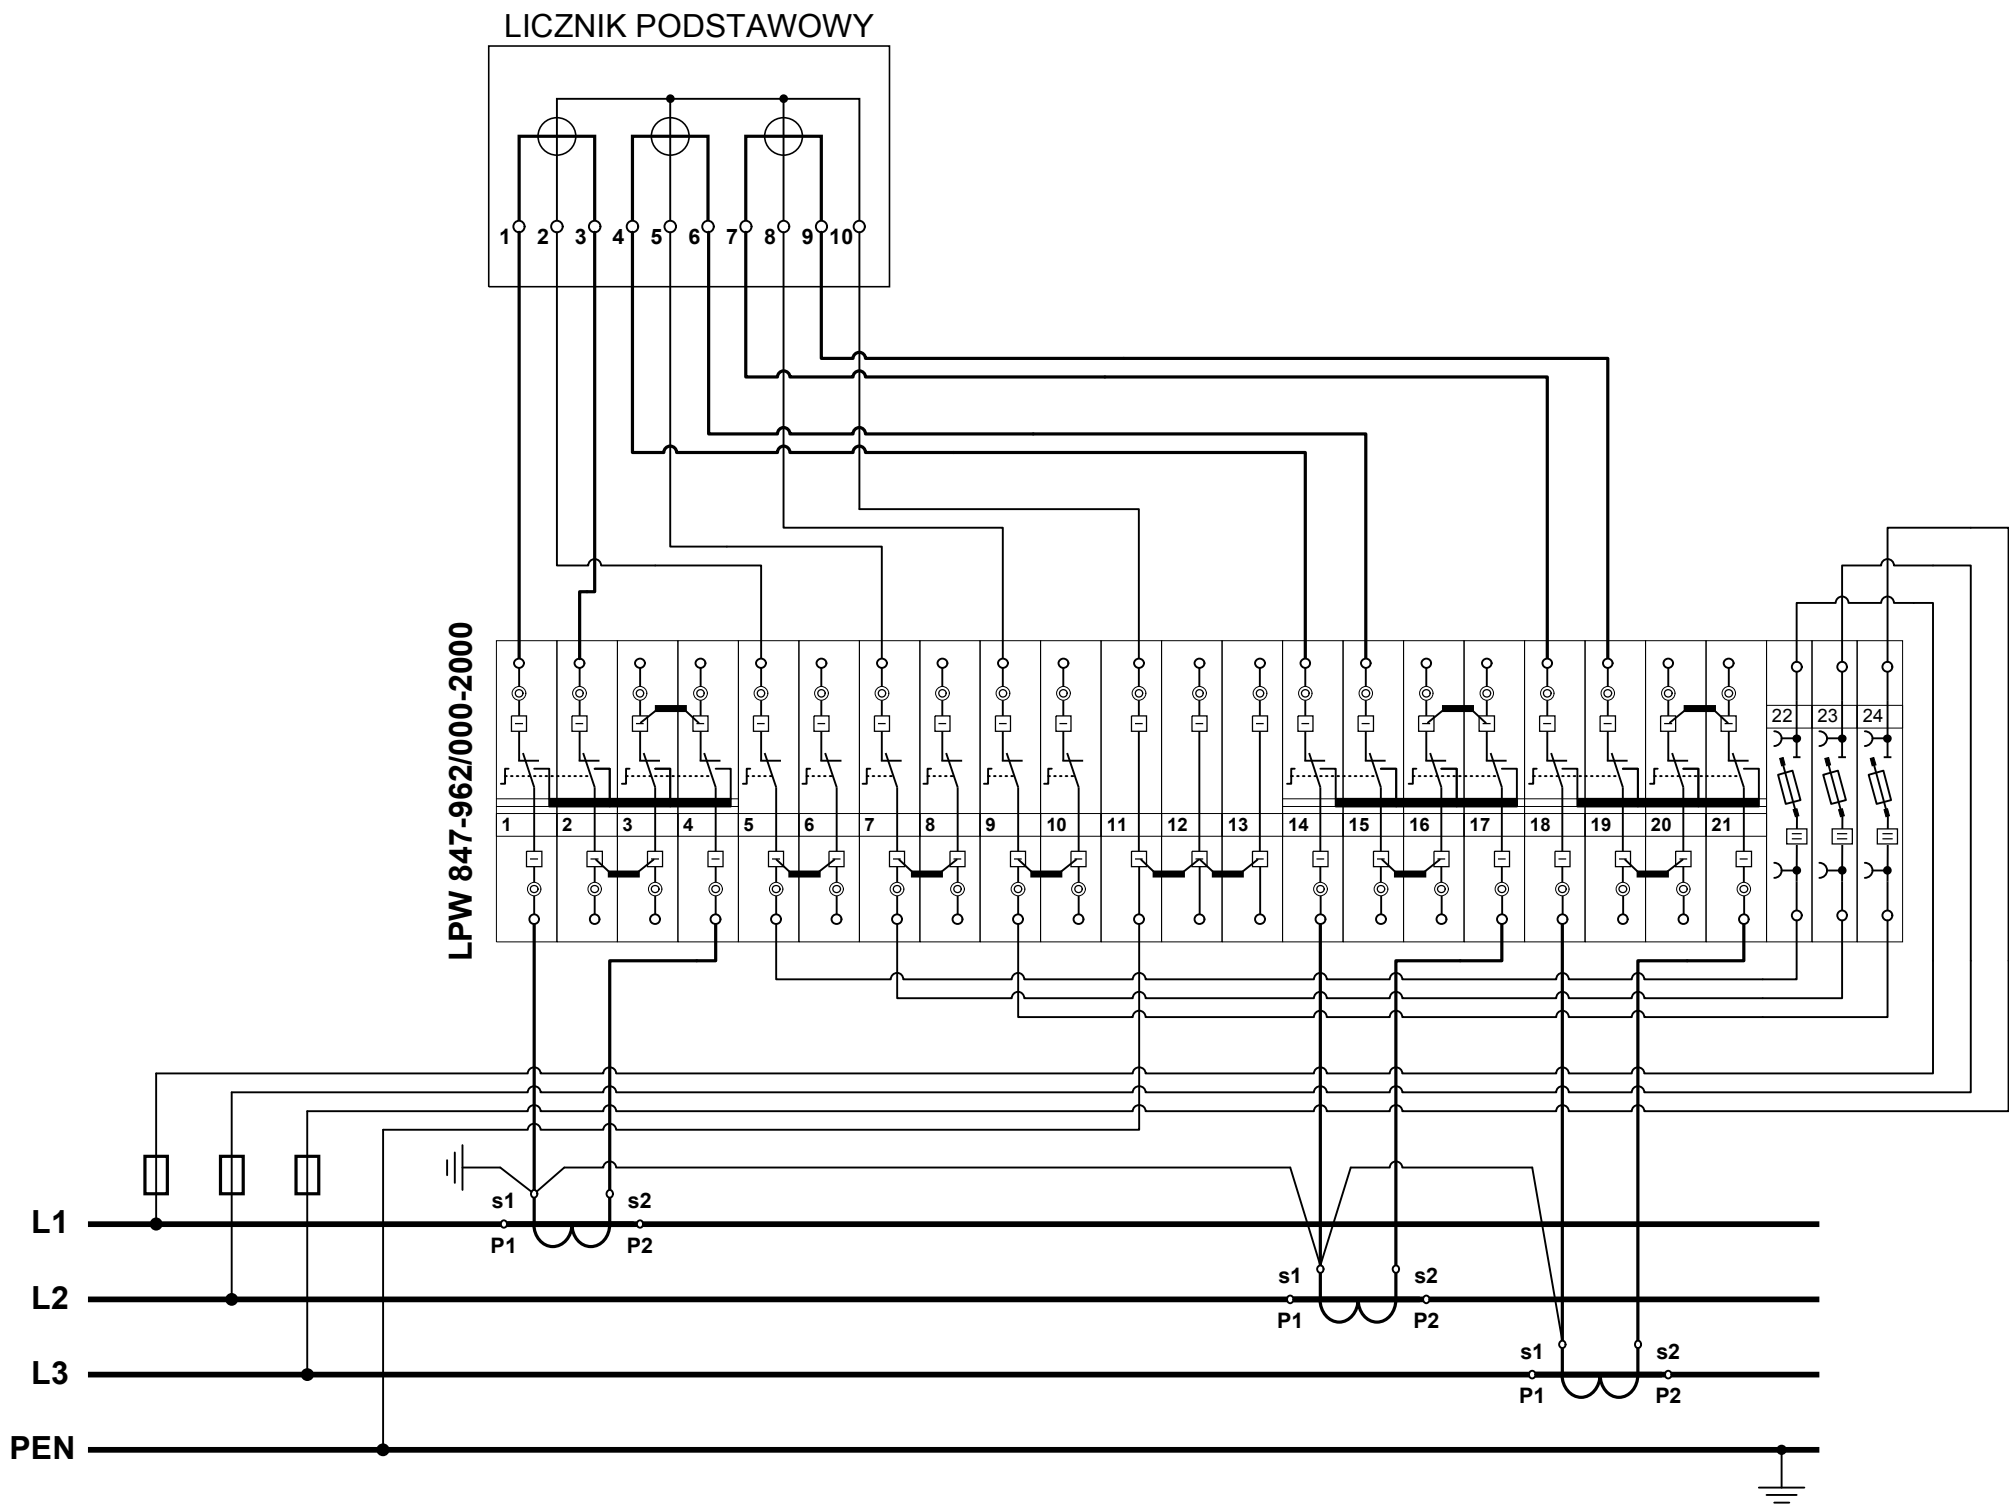 LICZNIK PODSTAWOWY
1 2 3 4 5 6 7 8 9 10
LPW 847-962/000-2000
22 23 24
1 2 3 4 5 6 7 8 9 10 11 12 13 14 15 16 17 18 19 20 21
s1 s2
L1
P1 P2
s1 s2
L2
P1 P2
s1 s2
L3
P1 P2
PEN